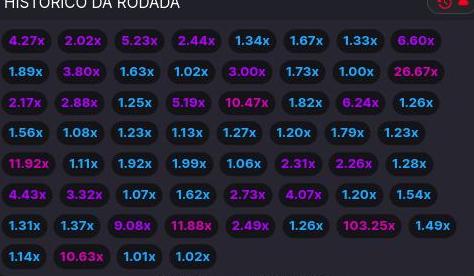 HISTÓRICO DA RODADA
4.27x 2.02x 5.23x 2.44x 1.34x 1.67x 1.33x 6.60x
1.89x 3.80x 1.63x 1.02x 3.00x 1.73x 1.00x 26.67x
2.17x 2.88x 1.25x 5.19x 10.47x 1.82x 6.24x 1.26x
1.56x 1.08x 1.23x 1.13x 1.27x 1.20x 1.79x 1.23x
11.92x 1.11x 1.92x 1.99x 1.06x 2.31x 2.26x 1.28x
4.43x 3.32x 1.07x 1.62x 2.73x 4.07x 1.20x 1.54x
1.31x 1.37x 9.08x 11.88x 2.49x 1.26x 103.25x 1.49x
1.14x 10.63x 1.01x 1.02x